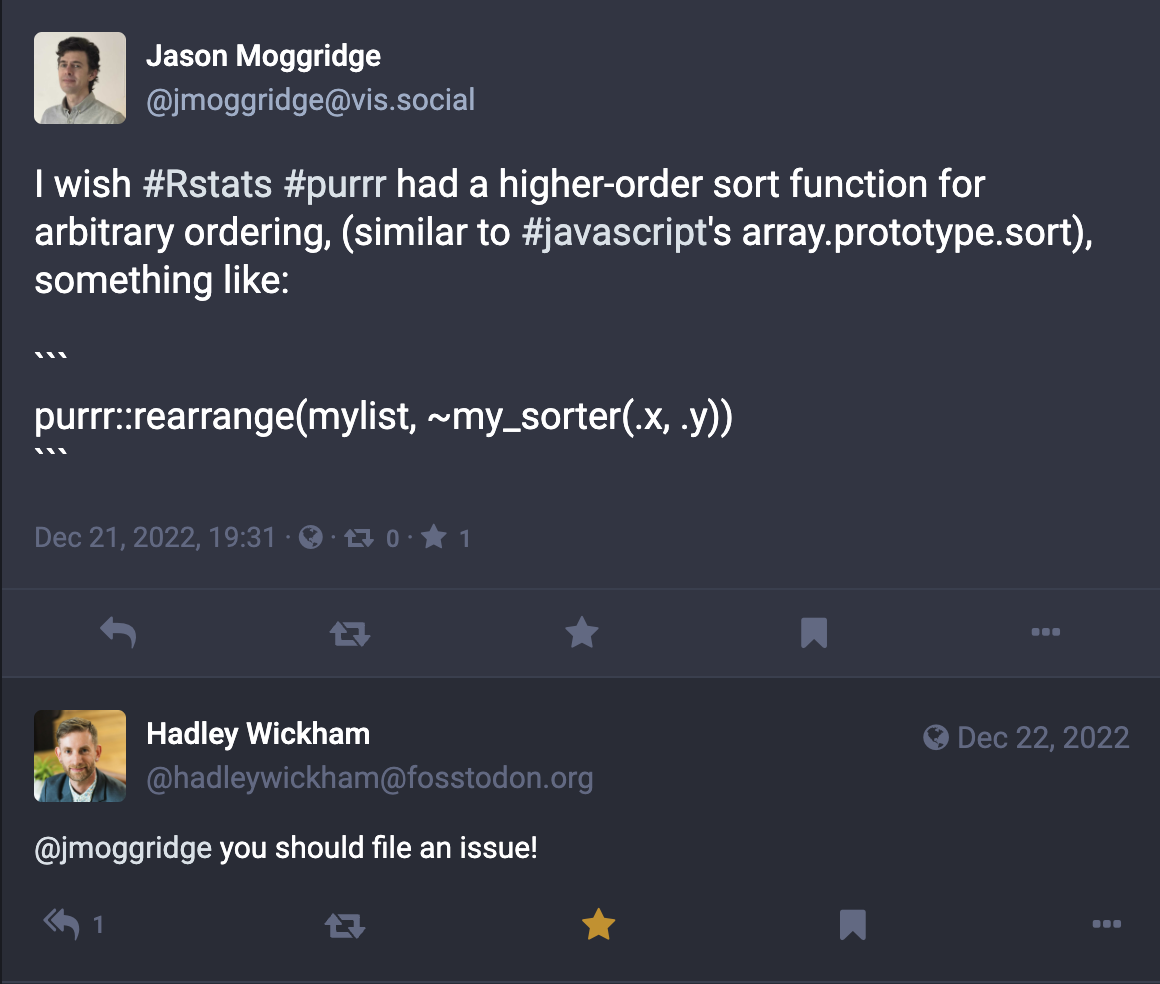 Jason Moggridge
@jmoggridge@vis.social
I wish #Rstats #purrr had a higher-order sort function for
arbitrary ordering, (similar to #javascript's array.prototype.sort),
something like:
```
purrr::rearrange(mylist, ~my_sorter(.x, .y))
```
Dec 21, 2022, 19:31 · · 0 · 1
Hadley Wickham
Dec 22, 2022
@hadleywickham@fosstodon.org
@jmoggridge you should file an issue!
1